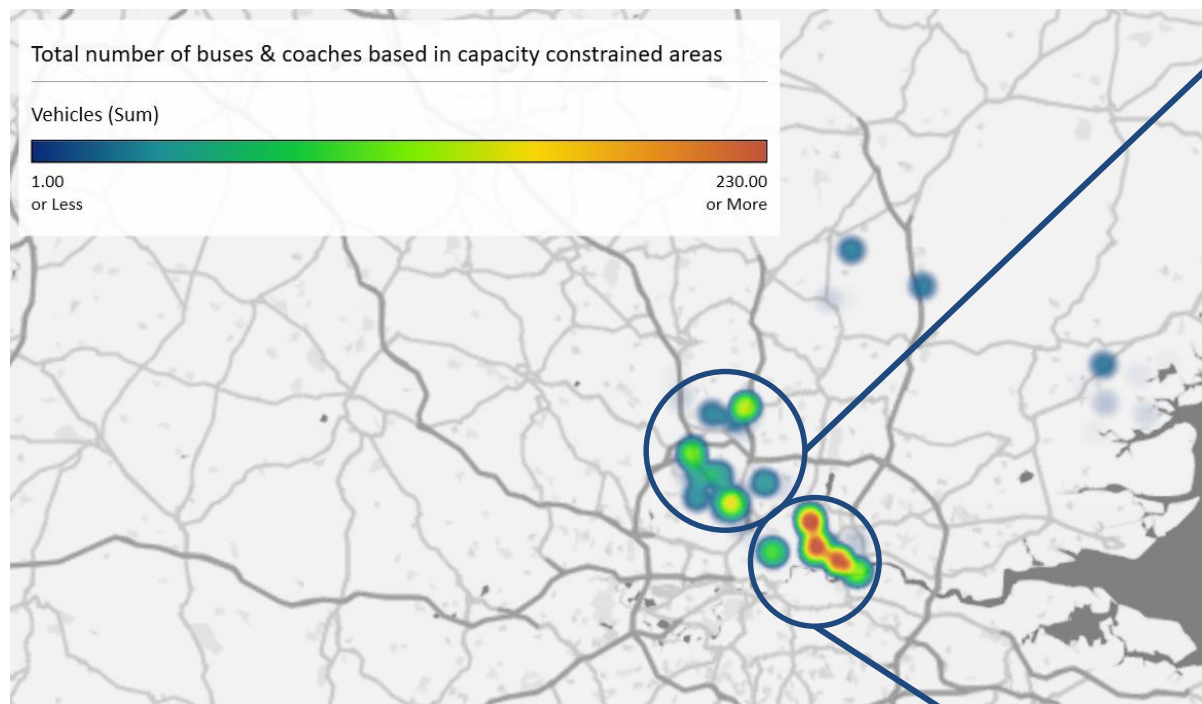 Total number of buses & coaches based in capacity constrained areas
Vehicles (Sum)
1.00
or Less
230.00
or More